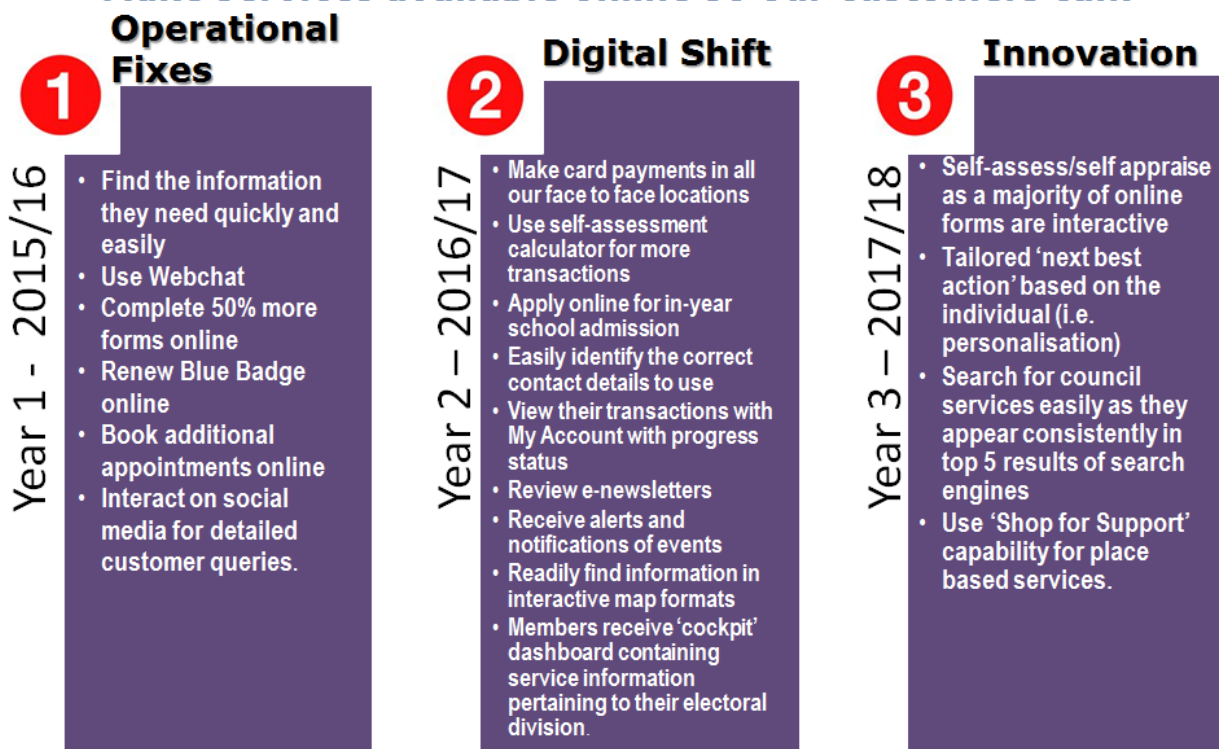 Make services available online so our customers can:
Operational
Fixes
1
Year 1 - 2015/16
• Find the information
they need quickly and
easily
• Use Webchat
• Complete 50% more
forms online
• Renew Blue Badge
online
• Book additional
appointments online
• Interact on social
media for detailed
customer queries.
Digital Shift
2
Year 2 – 2016/17
• Make card payments in all
our face to face locations
• Use self-assessment
calculator for more
transactions
• Apply online for in-year
school admission
• Easily identify the correct
contact details to use
• View their transactions with
My Account with progress
status
• Review e-newsletters
• Receive alerts and
notifications of events
• Readily find information in
interactive map formats
• Members receive ‘cockpit’
dashboard containing
service information
pertaining to their electoral
division.
Innovation
3
Year 3 – 2017/18
• Self-assess/self appraise
as a majority of online
forms are interactive
• Tailored ‘next best
action’ based on the
individual (i.e.
personalisation)
• Search for council
services easily as they
appear consistently in
top 5 results of search
engines
• Use ‘Shop for Support’
capability for place
based services.